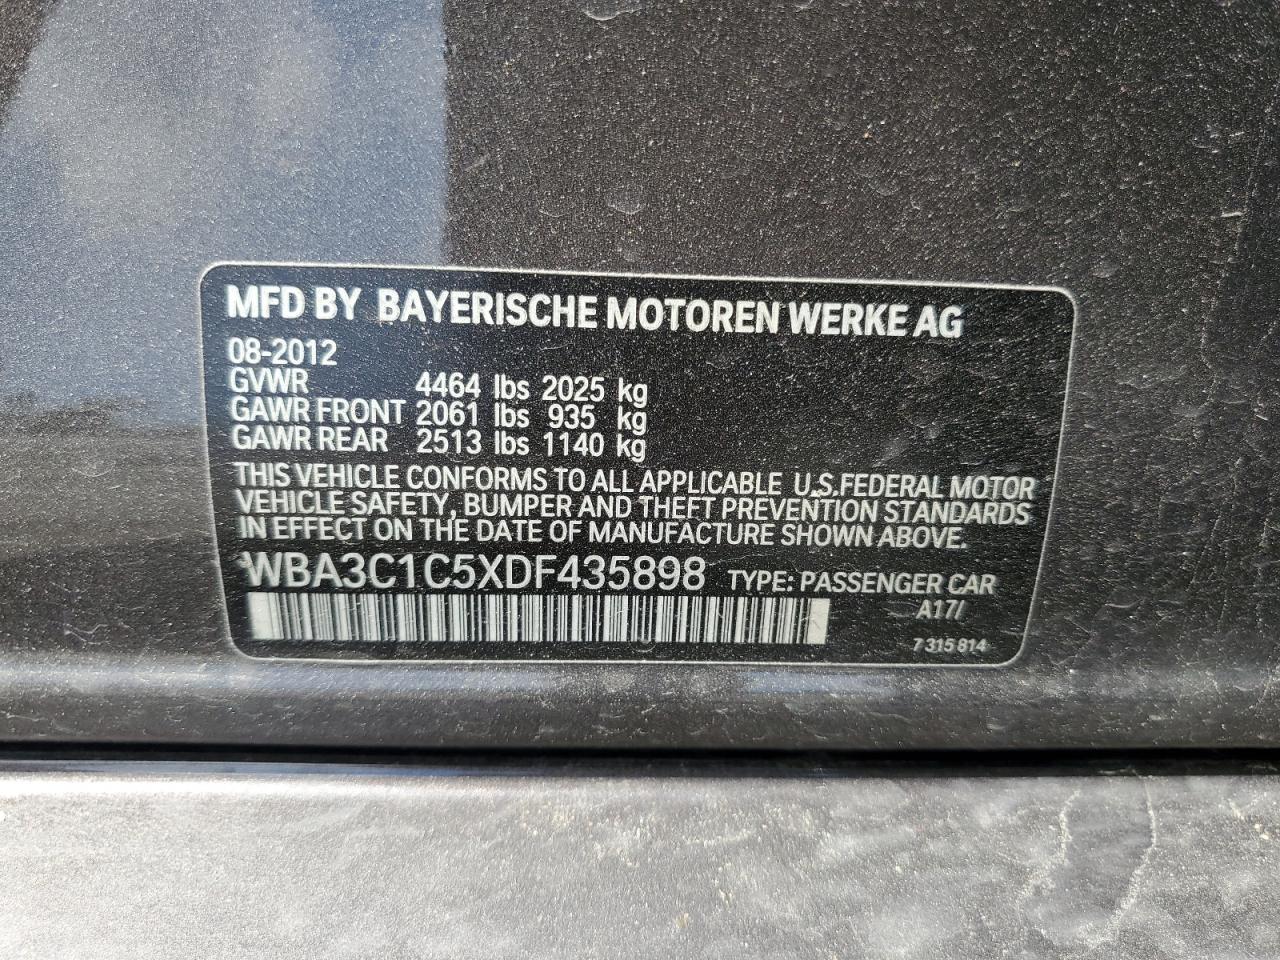 MFD BY BAYERISCHE MOTOREN WERKE AG
08-2012
GVWR 4464 lbs 2025 kg
GAWR FRONT 2061 lbs 935 kg
GAWR REAR 2513 lbs 1140 kg
THIS VEHICLE CONFORMS TO ALL APPLICABLE U.S.FEDERAL MOTOR
VEHICLE SAFETY, BUMPER AND THEFT PREVENTION STANDARDS
IN EFFECT ON THE DATE OF MANUFACTURE SHOWN ABOVE.
WBA3C1C5XDF435898 TYPE: PASSENGER CAR
A17/
7 315 814